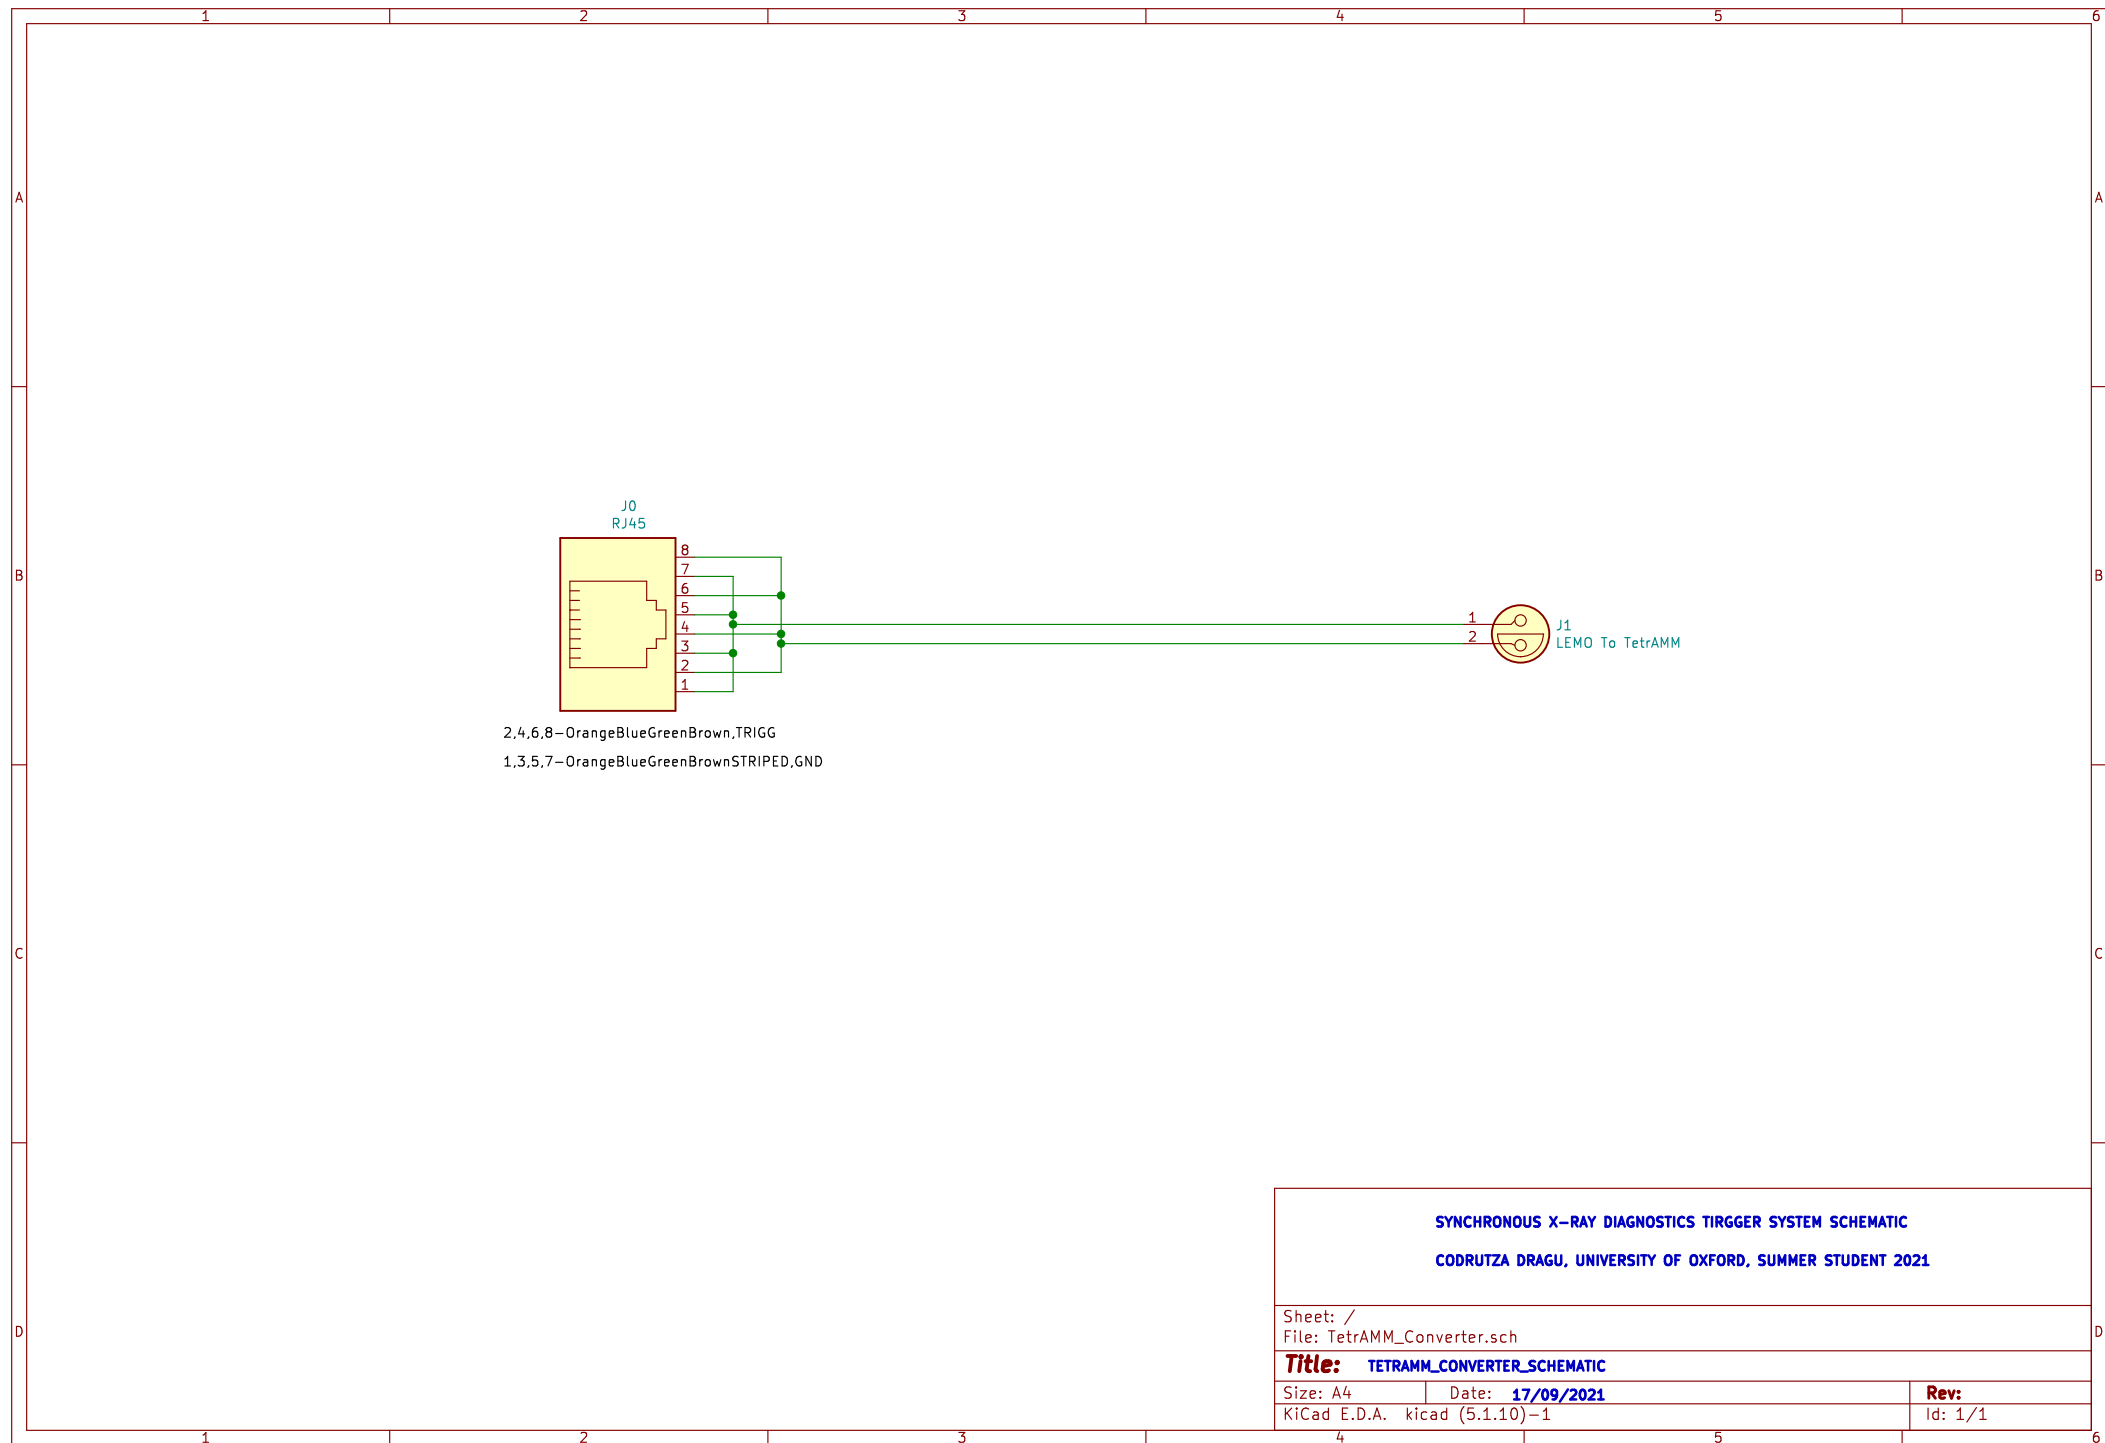 1 2 3 4 5 6
A A
J0
RJ45
8
7
B B
6
5
4
3
2
1
1
2
J1
LEMO To TetrAMM
2,4,6,8-OrangeBlueGreenBrown,TRIGG
1,3,5,7-OrangeBlueGreenBrownSTRIPED,GND
C C
SYNCHRONOUS X-RAY DIAGNOSTICS TIRGGER SYSTEM SCHEMATIC
CODRUTZA DRAGU, UNIVERSITY OF OXFORD, SUMMER STUDENT 2021
Sheet: /
File: TetrAMM_Converter.sch
D D
Title: TETRAMM_CONVERTER_SCHEMATIC
Size: A4 Date: 17/09/2021 Rev:
KiCad E.D.A. kicad (5.1.10)-1 Id: 1/1
1 2 3 4 5 6